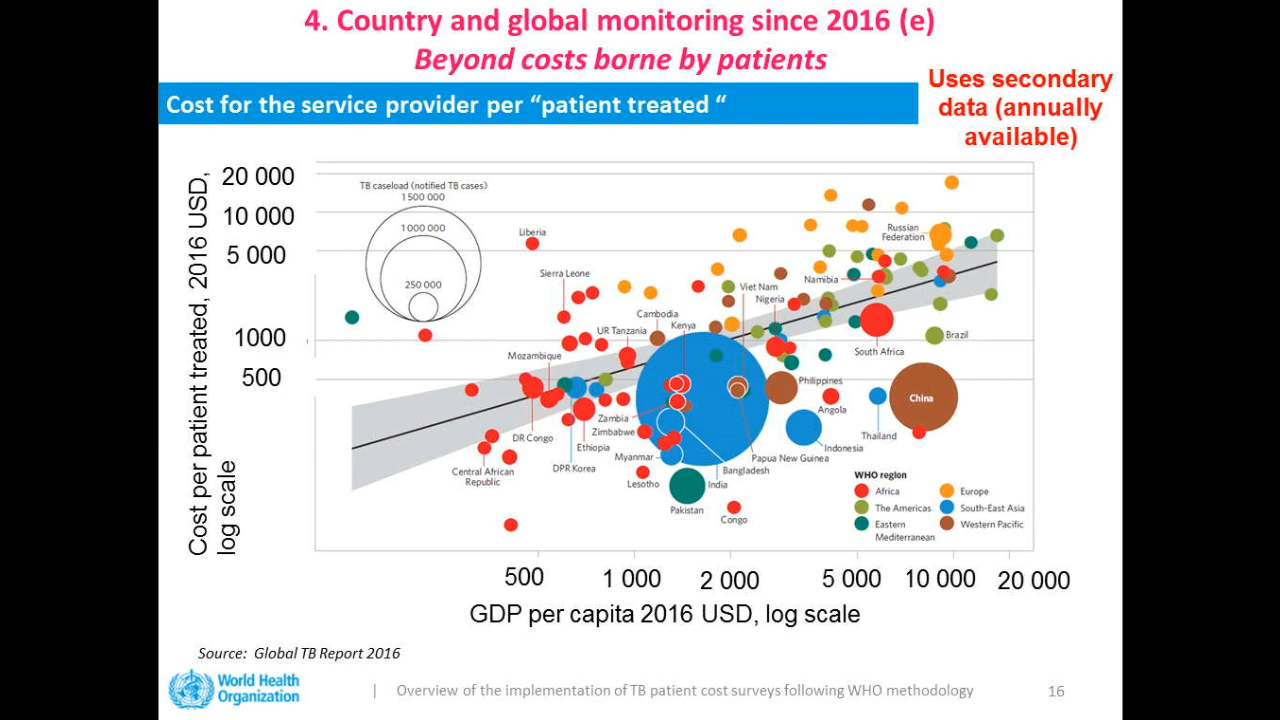 4. Country and global monitoring since 2016 (e)
Beyond costs borne by patients
Cost for the service provider per “patient treated “
Uses secondary
data (annually
available)
Cost per patient treated, 2016 USD,
log scale
20 000
10 000
5 000
1000
500
TB caseload (notified TB cases)
1 500 000
1 000 000
250 000
Liberia
Sierra Leone
UR Tanzania
Cambodia
Kenya
Viet Nam
Nigeria
Namibia
Russian
Federation
Mozambique
South Africa
Brazil
Philippines
Angola
China
DR Congo
Zambia
Zimbabwe
Ethiopia
Thailand
Indonesia
Central African
Republic
DPR Korea
Myanmar
Papua New Guinea
Bangladesh
Lesotho
India
Pakistan
Congo
WHO region
Africa
Europe
The Americas
South-East Asia
Eastern
Mediterranean
Western Pacific
500
1 000
2 000
5 000
10 000
20 000
GDP per capita 2016 USD, log scale
Source: Global TB Report 2016
World Health
Organization
| Overview of the implementation of TB patient cost surveys following WHO methodology
16